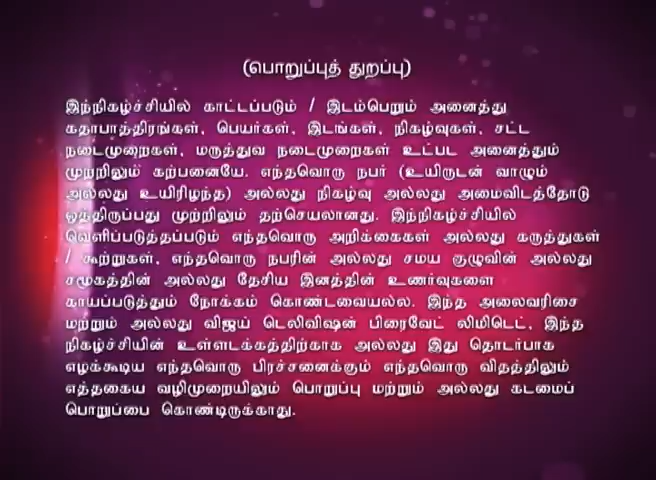 (பொறுப்புத் துறப்பு)
இந்நிகழ்ச்சியில் காட்டப்படும் / இடம்பெறும் அனைத்து
கதாபாத்திரங்கள், பெயர்கள், இடங்கள், நிகழ்வுகள், சட்ட
நடைமுறைகள், மருத்துவ நடைமுறைகள் உட்பட அனைத்தும்
முற்றிலும் கற்பனையே. எந்தவொரு நபர் (உயிருடன் வாழும்
அல்லது உயிரிழந்த) அல்லது நிகழ்வு அல்லது அமைவிடத்தோடு
ஒத்திருப்பது முற்றிலும் தற்செயலானது. இந்நிகழ்ச்சியில்
வெளிப்படுத்தப்படும் எந்தவொரு அறிக்கைகள் அல்லது கருத்துகள்
/ கூற்றுகள், எந்தவொரு நபரின் அல்லது சமய குழுவின் அல்லது
சமூகத்தின் அல்லது தேசிய இனத்தின் உணர்வுகளை
காயப்படுத்தும் நோக்கம் கொண்டவையல்ல. இந்த அலைவரிசை
மற்றும் அல்லது விஜய் டெலிவிஷன் பிரைவேட் லிமிடெட், இந்த
நிகழ்ச்சியின் உள்ளடக்கத்திற்காக அல்லது இது தொடர்பாக
எழக்கூடிய எந்தவொரு பிரச்சனைக்கும் எந்தவொரு விதத்திலும்
எத்தகைய வழிமுறையிலும் பொறுப்பு மற்றும் அல்லது கடமைப்
பொறுப்பை கொண்டிருக்காது.